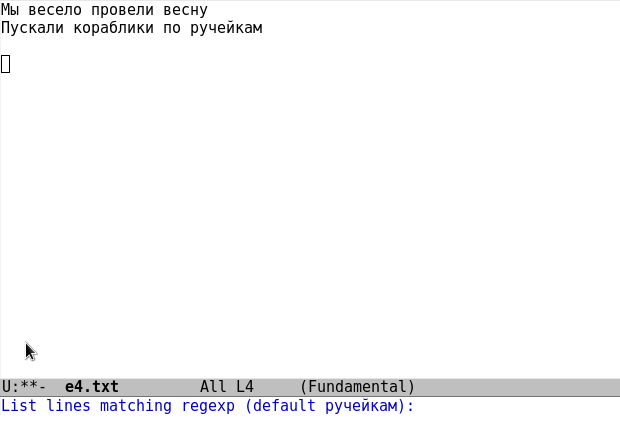 Мы весело провели весну
Пускали кораблики по ручейкам
U:**-  e4.txt         All L4     (Fundamental)
List lines matching regexp (default ручейкам):